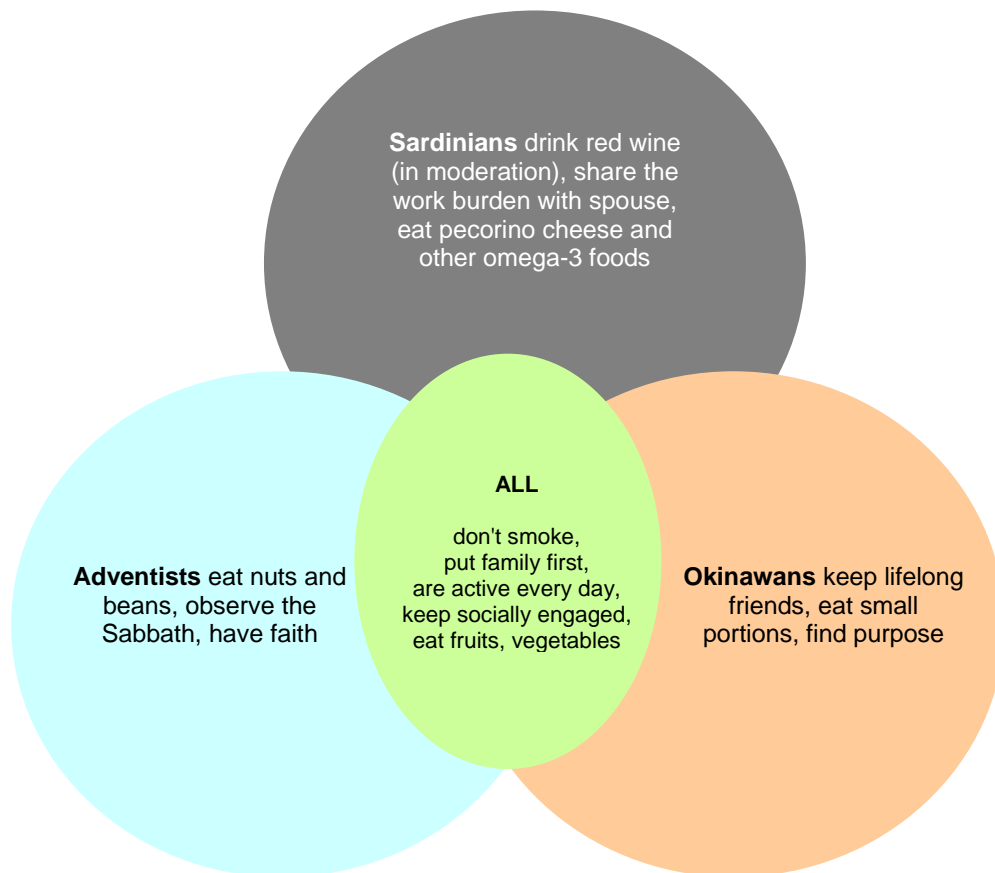 Sardinians drink red wine
(in moderation), share the
work burden with spouse,
eat pecorino cheese and
other omega-3 foods
ALL
don't smoke,
put family first,
are active every day,
keep socially engaged,
eat fruits, vegetables
Adventists eat nuts and
beans, observe the
Sabbath, have faith
Okinawans keep lifelong
friends, eat small
portions, find purpose